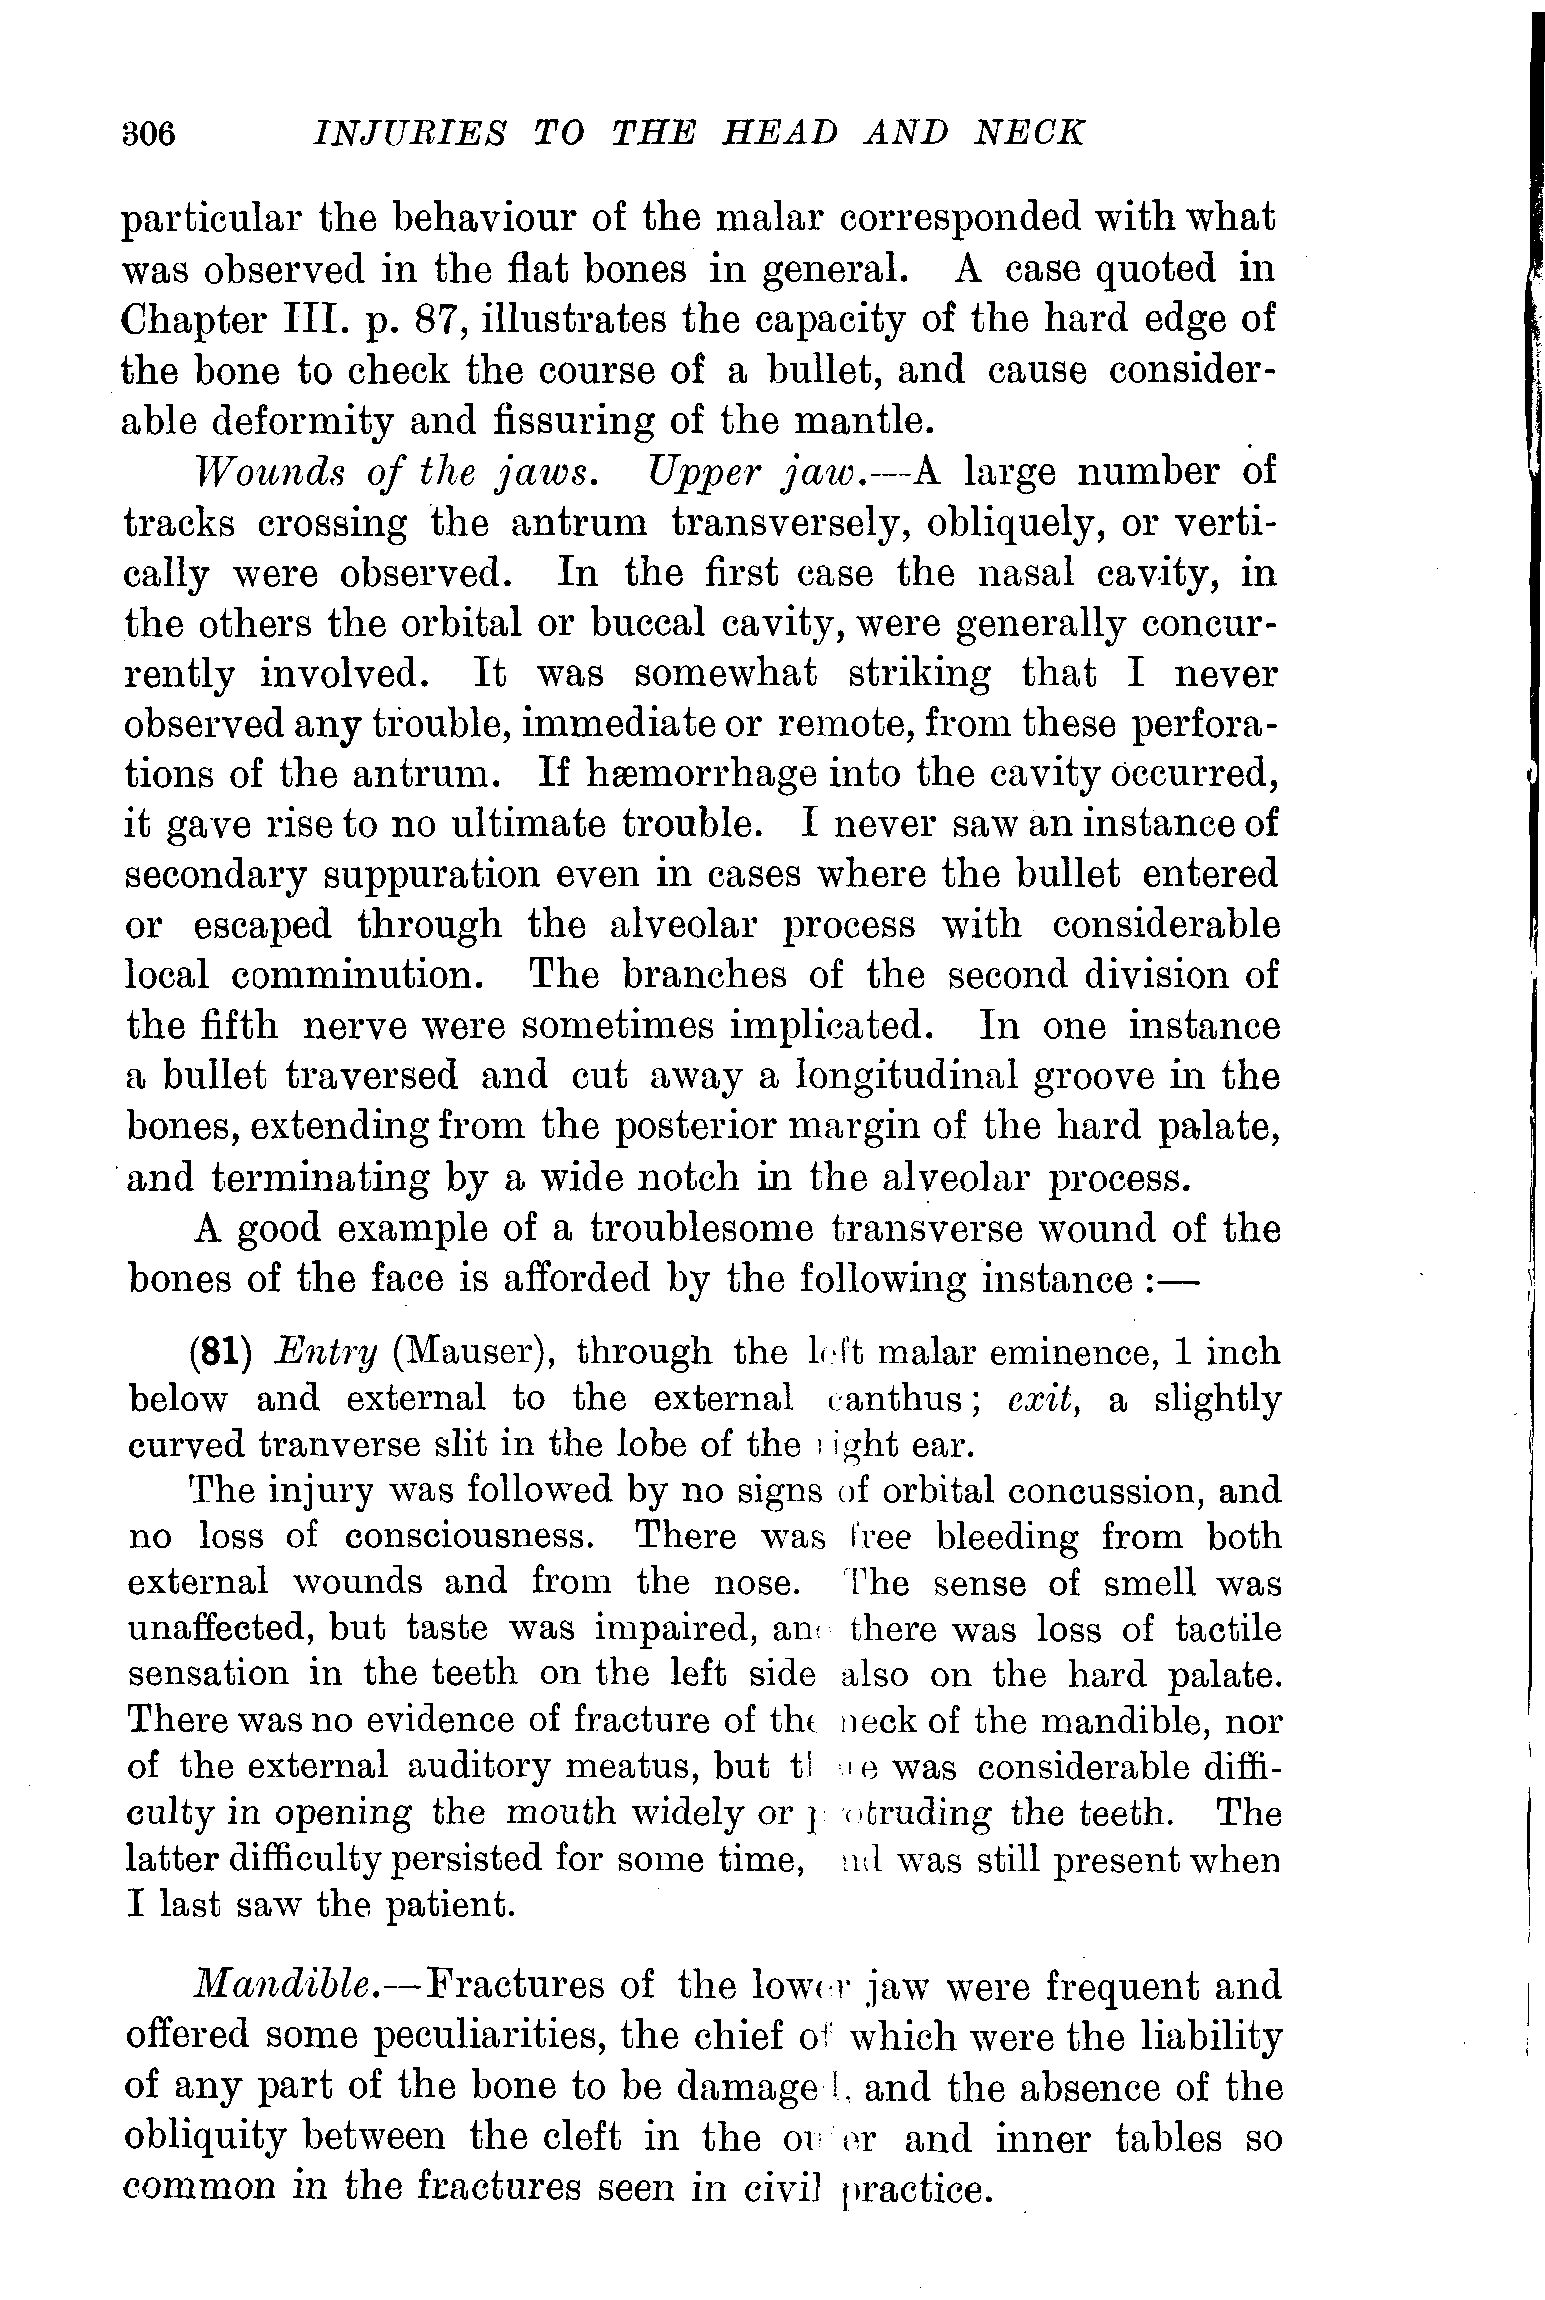 306 INJURIES TO THE HEAD AND NECK
particular the behaviour of the malar corresponded with what
was observed in the flat bones in general. A case quoted in
Chapter III. p. 87, illustrates the capacity of the hard edge of
the bone to check the course of a bullet, and cause consider-
able deformity and fissuring of the mantle.
Wounds of the jaws. Upper jaw.—A large number of
tracks crossing the antrum transversely, obliquely, or verti-
cally were observed. In the first case the nasal cavity, in
the others the orbital or buccal cavity, were generally concur-
rently involved. It was somewhat striking that I never
observed any trouble, immediate or remote, from these perfora-
tions of the antrum. If hæmorrhage into the cavity occurred,
it gave rise to no ultimate trouble. I never saw an instance of
secondary suppuration even in cases where the bullet entered
or escaped through the alveolar process with considerable
local comminution. The branches of the second division of
the fifth nerve were sometimes implicated. In one instance
a bullet traversed and cut away a longitudinal groove in the
bones, extending from the posterior margin of the hard palate,
and terminating by a wide notch in the alveolar process.
A good example of a troublesome transverse wound of the
bones of the face is afforded by the following instance :—
(81) Entry (Mauser), through the left malar eminence, 1 inch
below and external to the external canthus; exit, a slightly
curved tranverse slit in the lobe of the right ear.
The injury was followed by no signs of orbital concussion, and
no loss of consciousness. There was free bleeding from both
external wounds and from the nose. The sense of smell was
unaffected, but taste was impaired, and there was loss of tactile
sensation in the teeth on the left side also on the hard palate.
There was no evidence of fracture of the neck of the mandible, nor
of the external auditory meatus, but there was considerable diffi-
culty in opening the mouth widely or protruding the teeth. The
latter difficulty persisted for some time, and was still present when
I last saw the patient.
Mandible.—Fractures of the lower jaw were frequent and
offered some peculiarities, the chief of which were the liability
of any part of the bone to be damaged, and the absence of the
obliquity between the cleft in the outer and inner tables so
common in the fractures seen in civil practice.